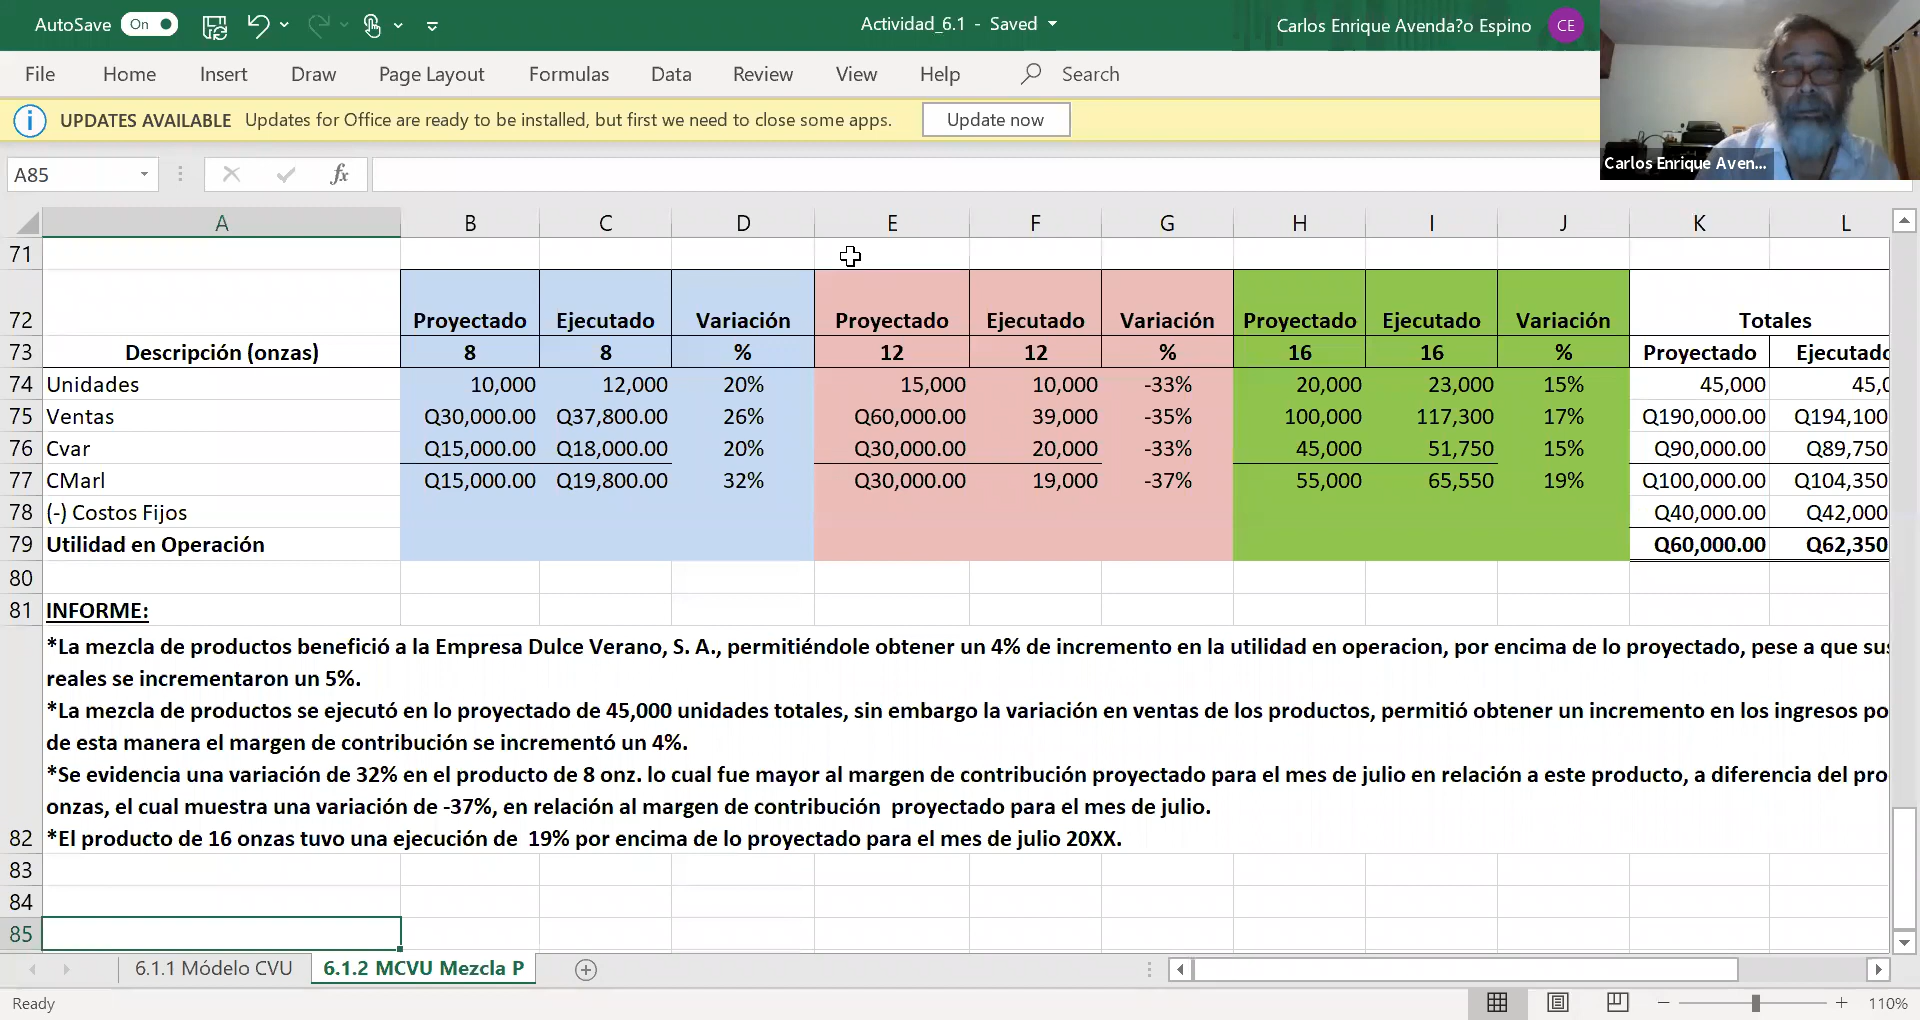 AutoSave On Actividad_6.1 - Saved Carlos Enrique Avenda?o Espino CE
File Home Insert Draw Page Layout Formulas Data Review View Help Search
UPDATES AVAILABLE Updates for Office are ready to be installed, but first we need to close some apps. Update now
Carlos Enrique Aven...
A85 fx
A B C D E F G H I J K L
71
72 Proyectado Ejecutado Variación Proyectado Ejecutado Variación Proyectado Ejecutado Variación Totales
73 Descripción (onzas) 8 8 % 12 12 % 16 16 % Proyectado Ejecutado
74 Unidades 10,000 12,000 20% 15,000 10,000 -33% 20,000 23,000 15% 45,000 45,0
75 Ventas Q30,000.00 Q37,800.00 26% Q60,000.00 39,000 -35% 100,000 117,300 17% Q190,000.00 Q194,100
76 Cvar Q15,000.00 Q18,000.00 20% Q30,000.00 20,000 -33% 45,000 51,750 15% Q90,000.00 Q89,750
77 CMarl Q15,000.00 Q19,800.00 32% Q30,000.00 19,000 -37% 55,000 65,550 19% Q100,000.00 Q104,350
78 (-) Costos Fijos Q40,000.00 Q42,000
79 Utilidad en Operación Q60,000.00 Q62,350
80
81 INFORME:
*La mezcla de productos benefició a la Empresa Dulce Verano, S. A., permitiéndole obtener un 4% de incremento en la utilidad en operacion, por encima de lo proyectado, pese a que sus
reales se incrementaron un 5%.
*La mezcla de productos se ejecutó en lo proyectado de 45,000 unidades totales, sin embargo la variación en ventas de los productos, permitió obtener un incremento en los ingresos po
de esta manera el margen de contribución se incrementó un 4%.
*Se evidencia una variación de 32% en el producto de 8 onz. lo cual fue mayor al margen de contribución proyectado para el mes de julio en relación a este producto, a diferencia del pro
onzas, el cual muestra una variación de -37%, en relación al margen de contribución proyectado para el mes de julio.
82 *El producto de 16 onzas tuvo una ejecución de 19% por encima de lo proyectado para el mes de julio 20XX.
83
84
85
6.1.1 Módelo CVU 6.1.2 MCVU Mezcla P
Ready 110%